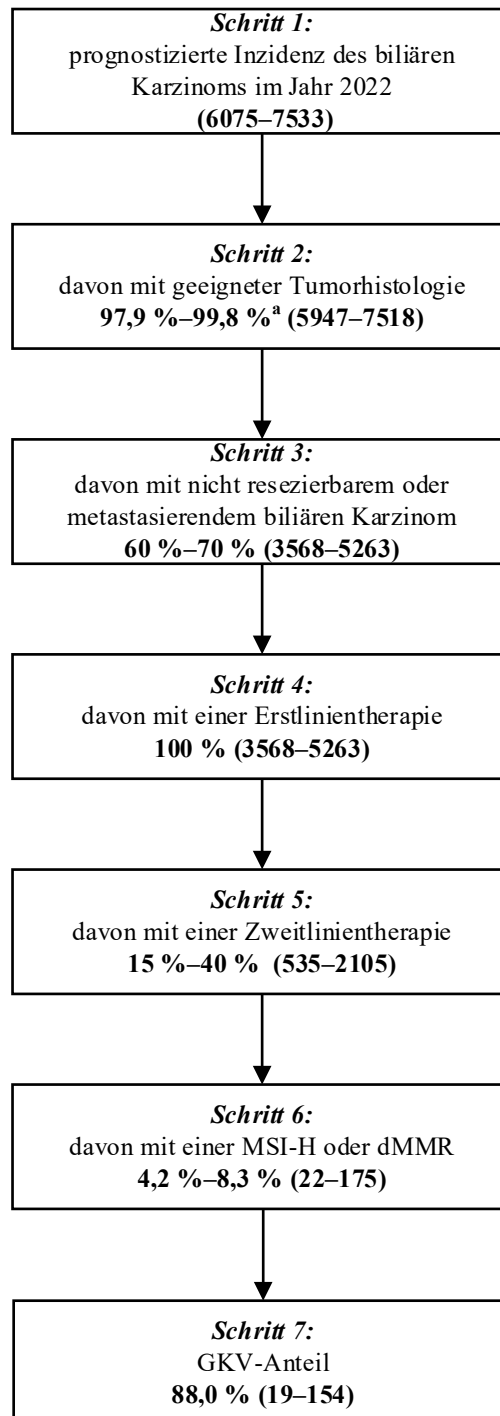 Schritt 1:
prognostizierte Inzidenz des biliären
Karzinoms im Jahr 2022
(6075–7533)
Schritt 2:
davon mit geeigneter Tumorhistologie
97,9 %–99,8 %ᵃ (5947–7518)
Schritt 3:
davon mit nicht resezierbarem oder
metastasierendem biliären Karzinom
60 %–70 % (3568–5263)
Schritt 4:
davon mit einer Erstlinientherapie
100 % (3568–5263)
Schritt 5:
davon mit einer Zweitlinientherapie
15 %–40 % (535–2105)
Schritt 6:
davon mit einer MSI-H oder dMMR
4,2 %–8,3 % (22–175)
Schritt 7:
GKV-Anteil
88,0 % (19–154)